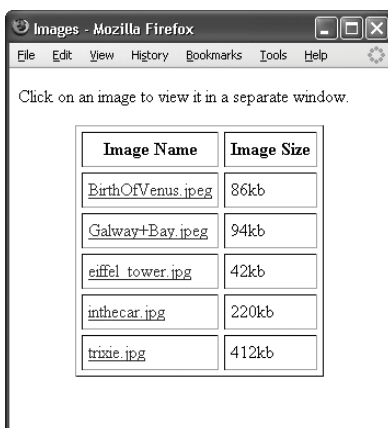 Images - Mozilla Firefox
File Edit View History Bookmarks Tools Help
Click on an image to view it in a separate window.
Image Name Image Size
BirthOfVenus.jpeg 86kb
Galway+Bay.jpeg 94kb
eiffel_tower.jpg 42kb
inthecar.jpg 220kb
trixie.jpg 412kb